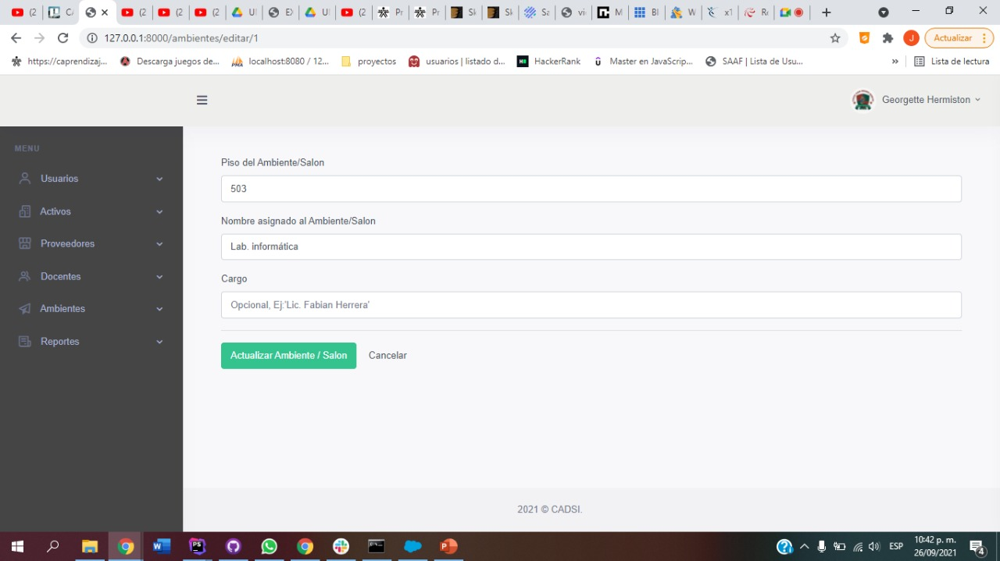 (2
C
(2
(2
(2
Ul
EX
Ul
(2
Pr
Pr
Sk
Sk
Sa
vi
M
Bl
W
x1
Re
127.0.0.1:8000/ambientes/editar/1
J
Actualizar
https://caprendizaj...
Descarga juegos de...
localhost:8080 / 12...
proyectos
usuarios | listado d...
HackerRank
Master en JavaScrip...
SAAF | Lista de Usu...
»
Lista de lectura
Georgette Hermiston
MENU
Usuarios
Activos
Proveedores
Docentes
Ambientes
Reportes
Piso del Ambiente/Salon
503
Nombre asignado al Ambiente/Salon
Lab. informática
Cargo
Opcional, Ej:'Lic. Fabian Herrera'
Actualizar Ambiente / Salon
Cancelar
2021 © CADSI.
ESP
10:42 p. m.
26/09/2021
4